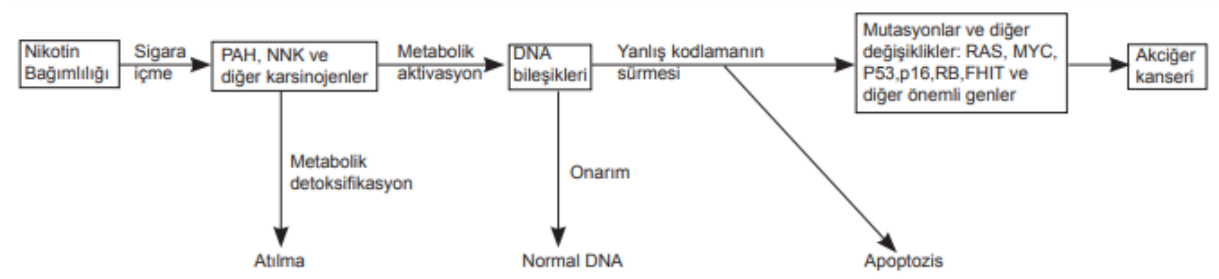 Nikotin
Bağımlılığı
Sigara
içme
PAH, NNK ve
diğer karsinojenler
Metabolik
aktivasyon
DNA
bileşikleri
Yanlış kodlamanın
sürmesi
Mutasyonlar ve diğer
değişiklikler: RAS, MYC,
P53,p16,RB,FHIT ve
diğer önemli genler
Akciğer
kanseri
Metabolik
detoksifikasyon
Onarım
Atılma
Normal DNA
Apoptozis